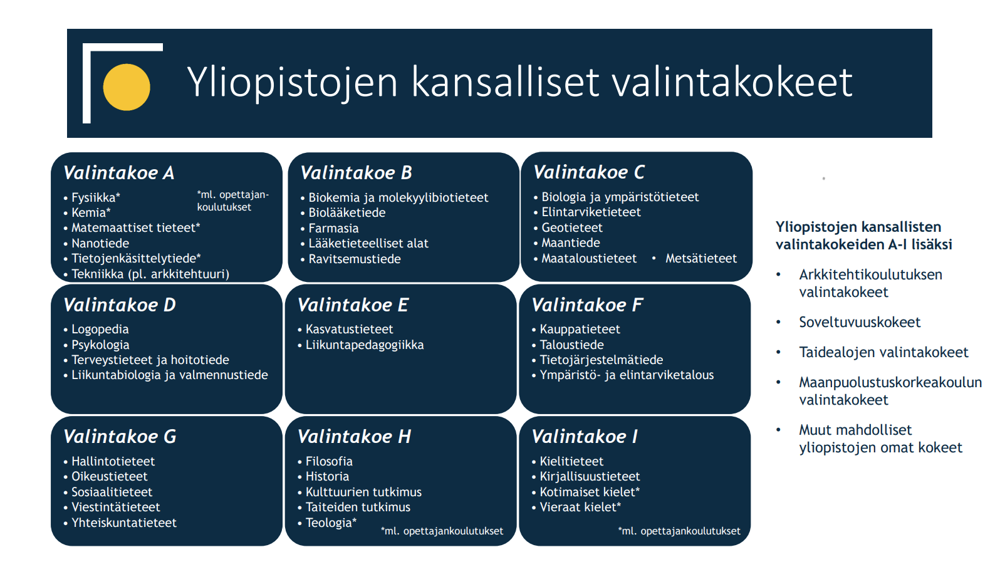 Yliopistojen kansalliset valintakokeet
Valintakoe A
• Fysiikka*
*ml. opettajan-
koulutukset
• Kemia*
• Matemaattiset tieteet*
• Nanotiede
• Tietojenkäsittelytiede*
• Tekniikka (pl. arkkitehtuuri)
Valintakoe B
• Biokemia ja molekyylibiotieteet
• Biolääketiede
• Farmasia
• Lääketieteelliset alat
• Ravitsemustiede
Valintakoe C
• Biologia ja ympäristötieteet
• Elintarviketieteet
• Geotieteet
• Maantiede
• Maataloustieteet • Metsätieteet
Valintakoe D
• Logopedia
• Psykologia
• Terveystieteet ja hoitotiede
• Liikuntabiologia ja valmennustiede
Valintakoe E
• Kasvatustieteet
• Liikuntapedagogiikka
Valintakoe F
• Kauppatieteet
• Taloustiede
• Tietojärjestelmätiede
• Ympäristö- ja elintarviketalous
Valintakoe G
• Hallintotieteet
• Oikeustieteet
• Sosiaalitieteet
• Viestintätieteet
• Yhteiskuntatieteet
Valintakoe H
• Filosofia
• Historia
• Kulttuurien tutkimus
• Taiteiden tutkimus
• Teologia*
*ml. opettajankoulutukset
Valintakoe I
• Kielitieteet
• Kirjallisuustieteet
• Kotimaiset kielet*
• Vieraat kielet*
*ml. opettajankoulutukset
Yliopistojen kansallisten
valintakokeiden A-I lisäksi
• Arkkitehtikoulutuksen
valintakokeet
• Soveltuvuuskokeet
• Taidealojen valintakokeet
• Maanpuolustuskorkeakoulun
valintakokeet
• Muut mahdolliset
yliopistojen omat kokeet